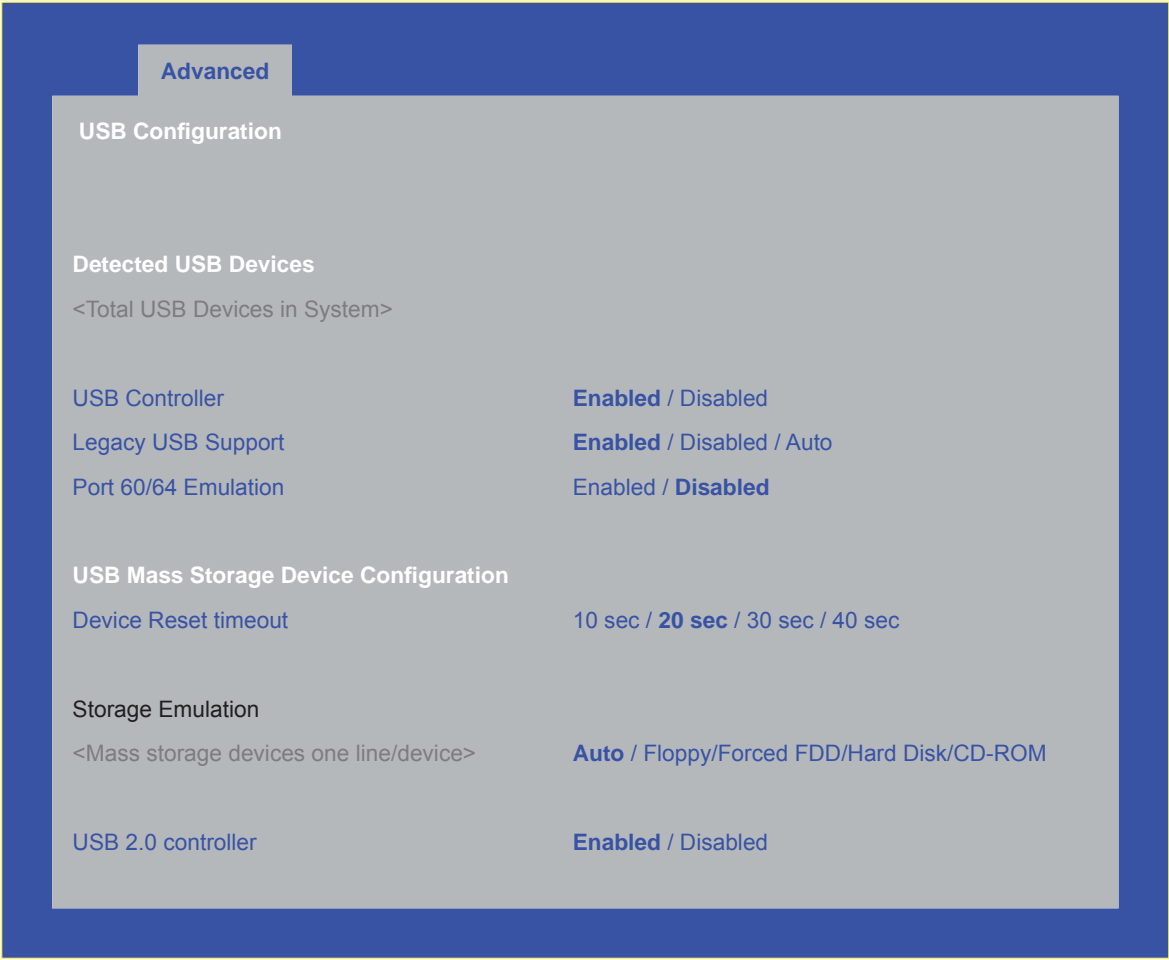 Advanced
USB Configuration
Detected USB Devices
<Total USB Devices in System>
USB Controller Enabled / Disabled
Legacy USB Support Enabled / Disabled / Auto
Port 60/64 Emulation Enabled / Disabled
USB Mass Storage Device Configuration
Device Reset timeout 10 sec / 20 sec / 30 sec / 40 sec
Storage Emulation
<Mass storage devices one line/device> Auto / Floppy/Forced FDD/Hard Disk/CD-ROM
USB 2.0 controller Enabled / Disabled